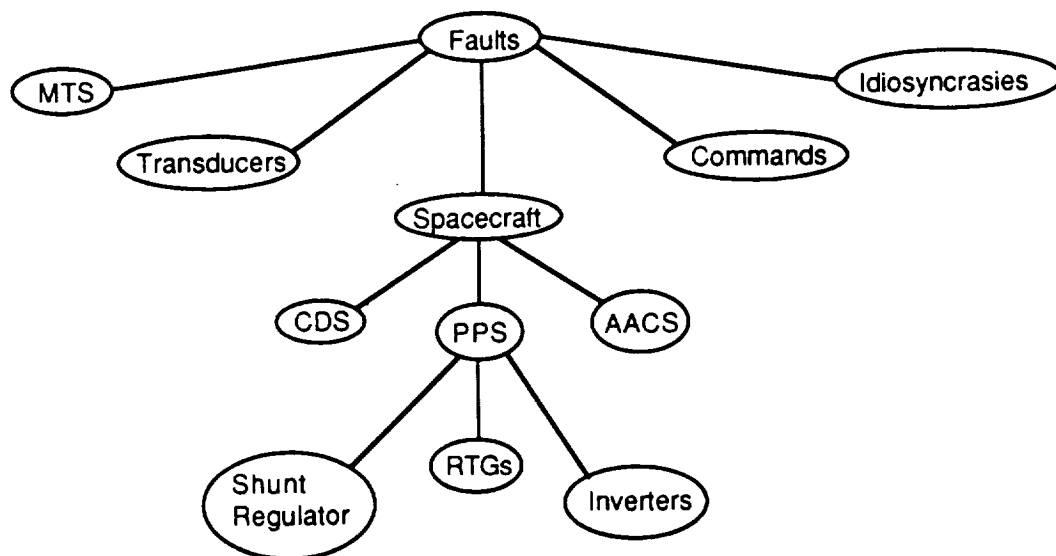 Faults
MTS
Idiosyncrasies
Transducers
Commands
Spacecraft
CDS
PPS
AACS
Shunt
Regulator
RTGs
Inverters